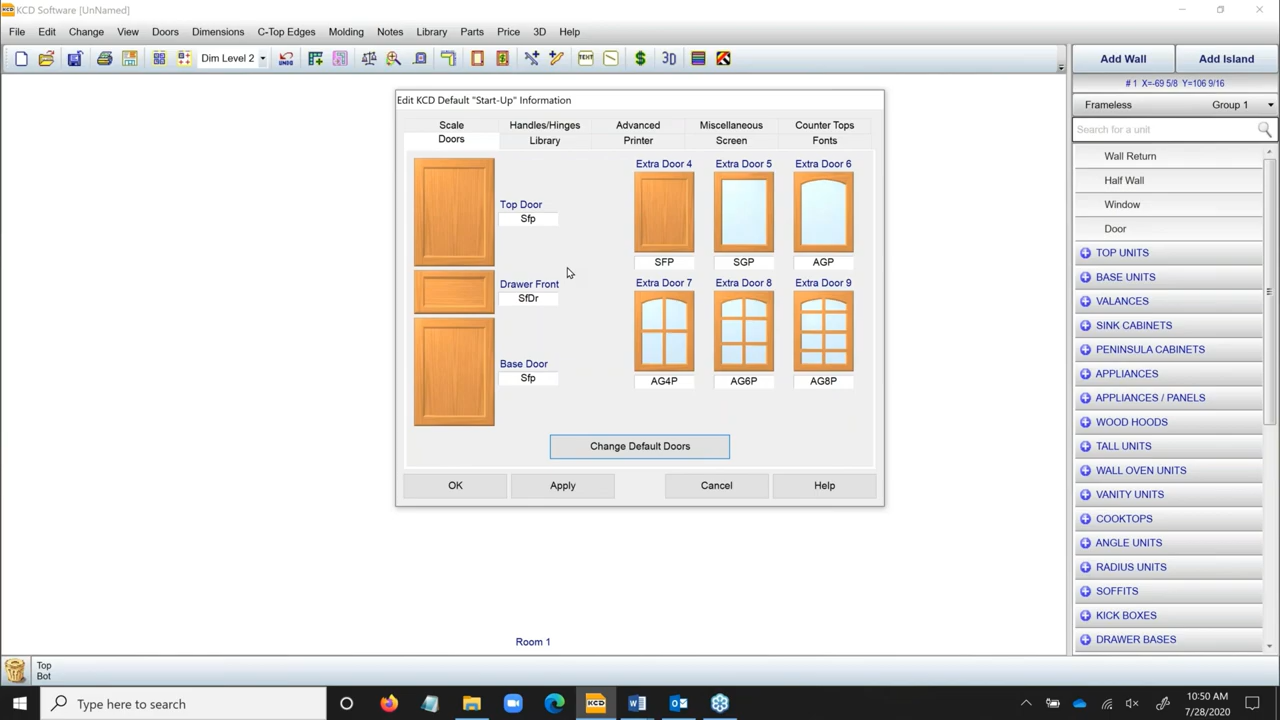 KCD Software [UnNamed]
File Edit Change View Doors Dimensions C-Top Edges Molding Notes Library Parts Price 3D Help
Dim Level 2
UNDO
TEXT
$
3D
Add Wall Add Island
# 1 X=-69 5/8 Y=106 9/16
Frameless Group 1
Search for a unit
Wall Return
Half Wall
Window
Door
TOP UNITS
BASE UNITS
VALANCES
SINK CABINETS
PENINSULA CABINETS
APPLIANCES
APPLIANCES / PANELS
WOOD HOODS
TALL UNITS
WALL OVEN UNITS
VANITY UNITS
COOKTOPS
ANGLE UNITS
RADIUS UNITS
SOFFITS
KICK BOXES
DRAWER BASES
Edit KCD Default "Start-Up" Information
Scale Handles/Hinges Advanced Miscellaneous Counter Tops
Doors Library Printer Screen Fonts
Top Door
Sfp
Drawer Front
SfDr
Base Door
Sfp
Extra Door 4 Extra Door 5 Extra Door 6
SFP SGP AGP
Extra Door 7 Extra Door 8 Extra Door 9
AG4P AG6P AG8P
Change Default Doors
OK Apply Cancel Help
Room 1
Top
Bot
Type here to search
KCD
10:50 AM
7/28/2020